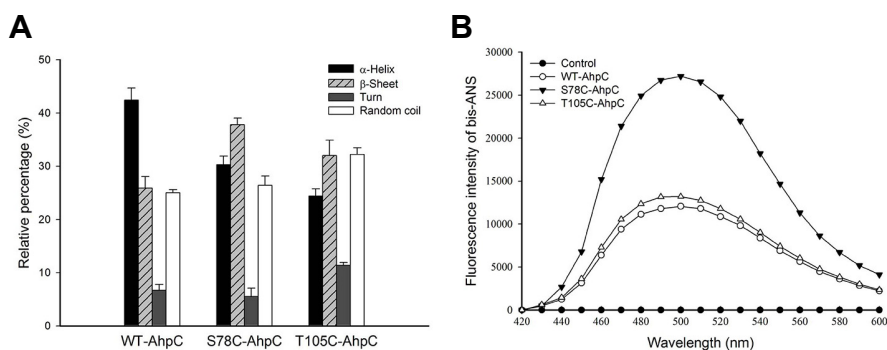 A
50
40
30
20
10
0
Relative percentage (%)
α-Helix
β-Sheet
Turn
Random coil
WT-AhpC S78C-AhpC T105C-AhpC
B
30000
25000
20000
15000
10000
5000
0
Fluorescence intensity of bis-ANS
Control
WT-AhpC
S78C-AhpC
T105C-AhpC
420 440 460 480 500 520 540 560 580 600
Wavelength (nm)